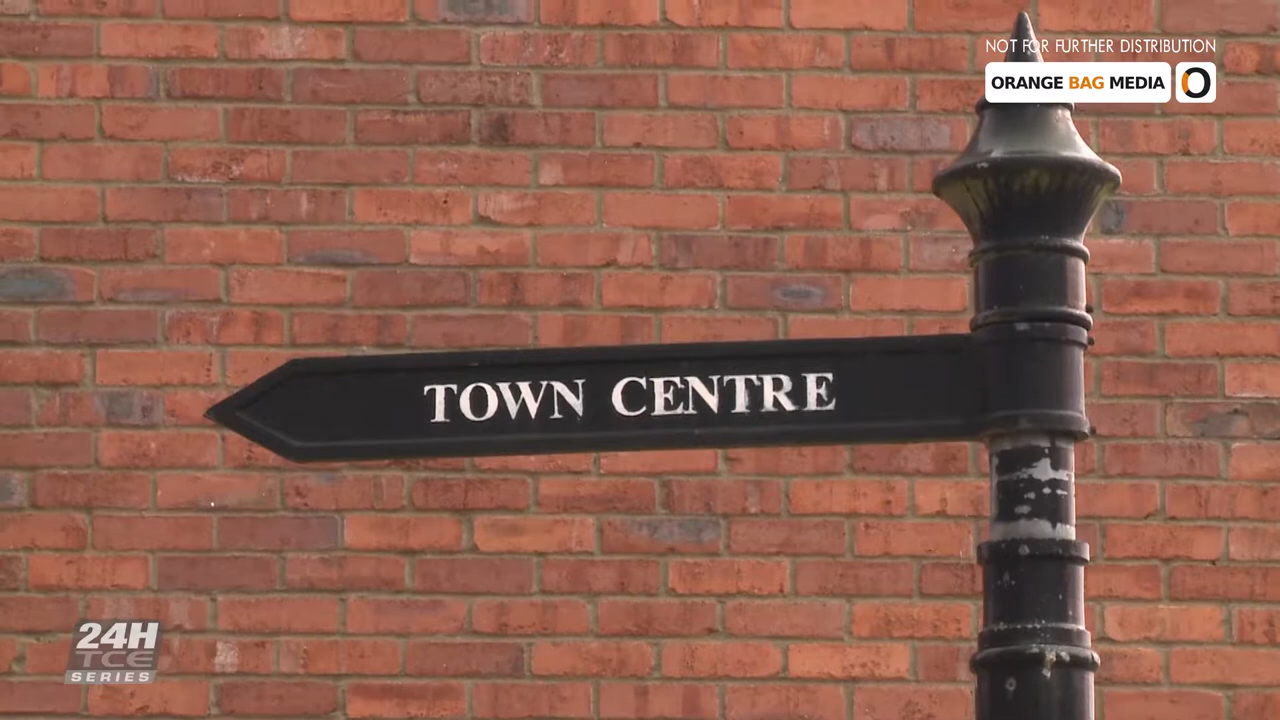 NOT FOR FURTHER DISTRIBUTION
ORANGE BAG MEDIA
TOWN CENTRE
24H
TCE
SERIES